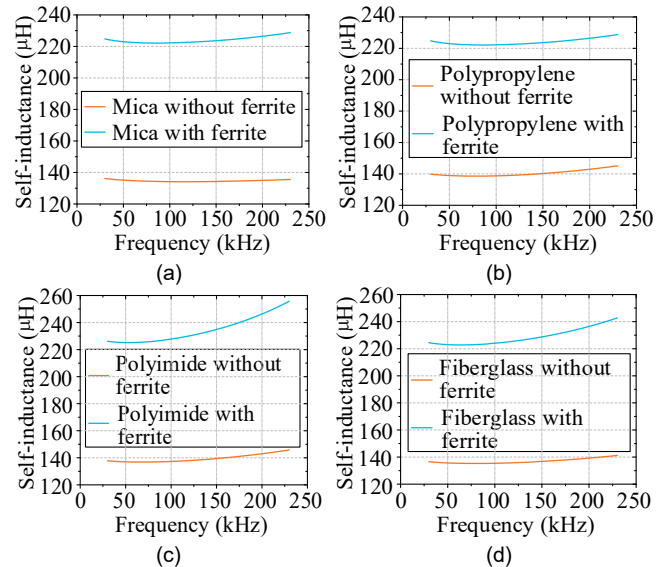 Self-inductance (μH)
240
220
200
180
160
140
120
Mica without ferrite
Mica with ferrite
0 50 100 150 200 250
Frequency (kHz)
(a)
Self-inductance (μH)
240
220
200
180
160
140
120
Polypropylene
without ferrite
Polypropylene with
ferrite
0 50 100 150 200 250
Frequency (kHz)
(b)
Self-inductance (μH)
260
240
220
200
180
160
140
120
Polyimide without
ferrite
Polyimide with
ferrite
0 50 100 150 200 250
Frequency (kHz)
(c)
Self-inductance (μH)
260
240
220
200
180
160
140
120
Fiberglass without
ferrite
Fiberglass with
ferrite
0 50 100 150 200 250
Frequency (kHz)
(d)